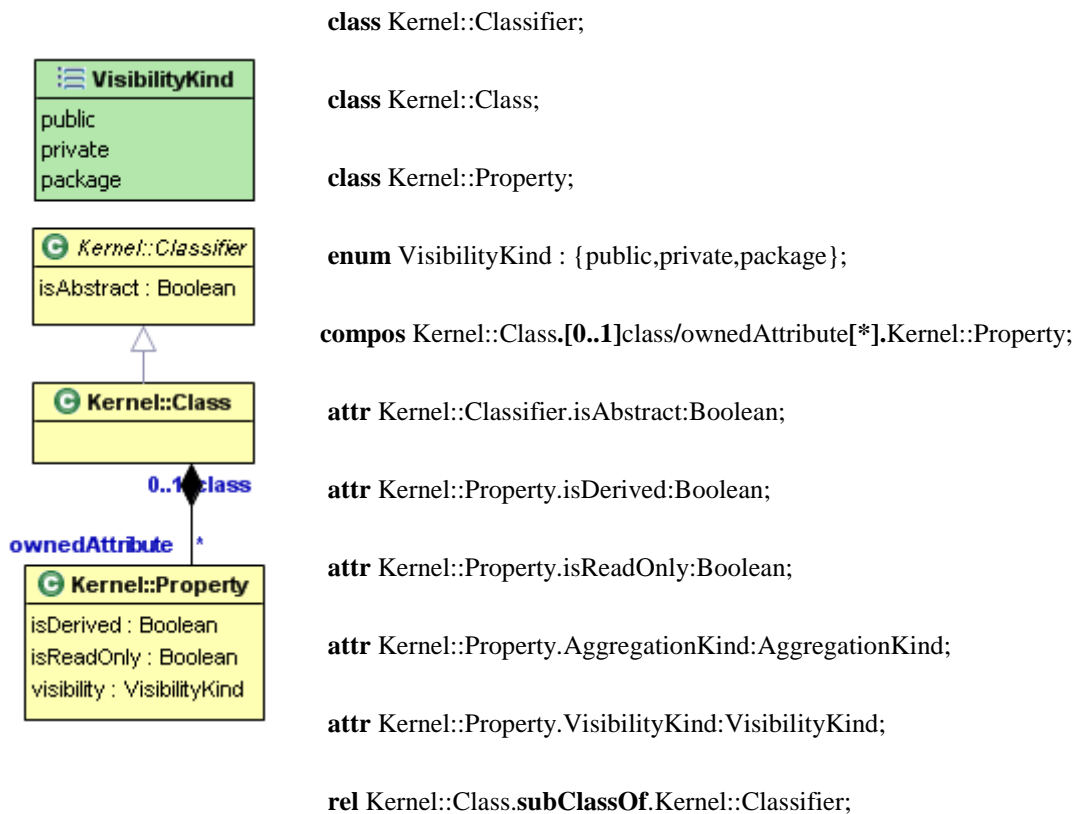 VisibilityKind
public
private
package
Kernel::Classifier
isAbstract : Boolean
Kernel::Class
0..1 class
ownedAttribute *
Kernel::Property
isDerived : Boolean
isReadOnly : Boolean
visibility : VisibilityKind
class Kernel::Classifier;
class Kernel::Class;
class Kernel::Property;
enum VisibilityKind : {public,private,package};
compos Kernel::Class.[0..1]class/ownedAttribute[*].Kernel::Property;
attr Kernel::Classifier.isAbstract:Boolean;
attr Kernel::Property.isDerived:Boolean;
attr Kernel::Property.isReadOnly:Boolean;
attr Kernel::Property.AggregationKind:AggregationKind;
attr Kernel::Property.VisibilityKind:VisibilityKind;
rel Kernel::Class.subClassOf.Kernel::Classifier;